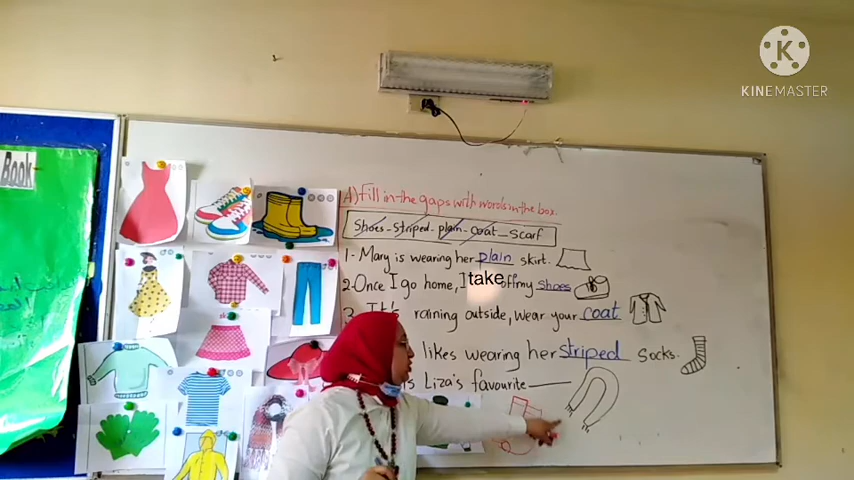 KINEMASTER
Book
A) fill in the gaps with words in the box.
shoes - striped - plain - coat - scarf
1- Mary is wearing her plain skirt.
2- Once I go home, I take off my shoes
3 raining outside, wear your coat
likes wearing her striped socks.
is Liza's favourite